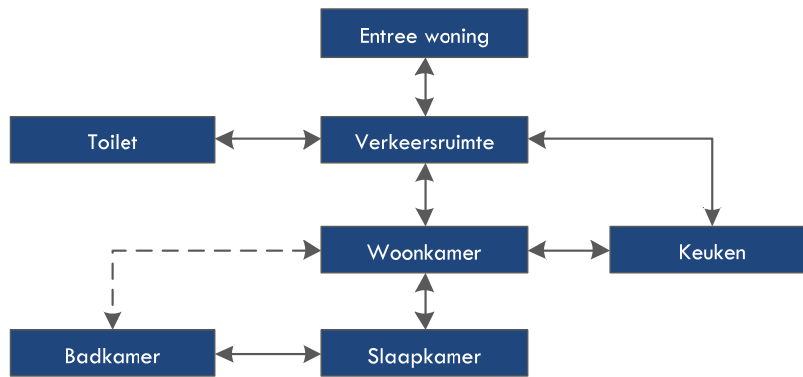 Entree woning
Toilet
Verkeersruimte
Woonkamer
Keuken
Badkamer
Slaapkamer